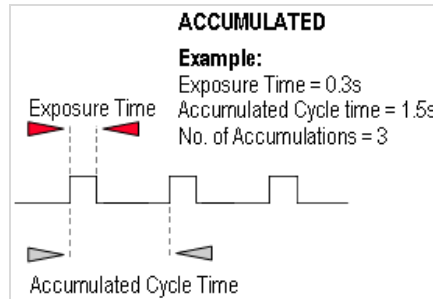 ACCUMULATED
Example:
Exposure Time = 0.3s
Accumulated Cycle time = 1.5s
No. of Accumulations = 3
Exposure Time
Accumulated Cycle Time